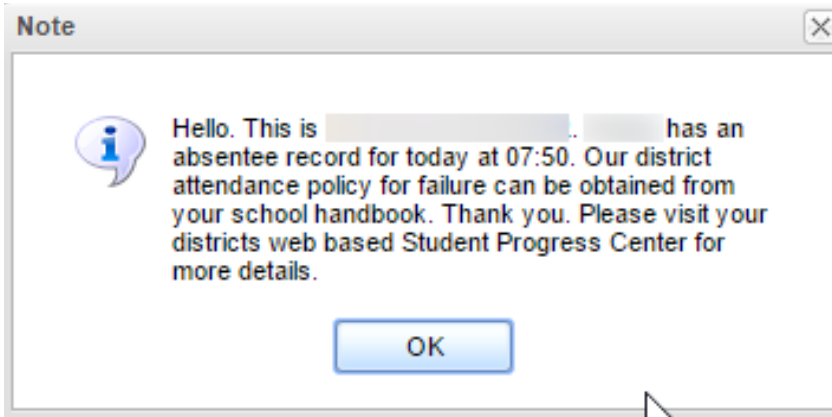 Note
Hello. This is .. has an
absentee record for today at 07:50. Our district
attendance policy for failure can be obtained from
your school handbook. Thank you. Please visit your
districts web based Student Progress Center for
more details.
OK